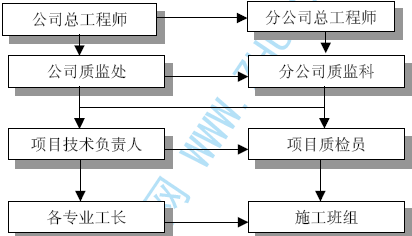 公司总工程师
分公司总工程师
公司质监处
分公司质监科
项目技术负责人
项目质检员
各专业工长
施工班组
网 WWW.